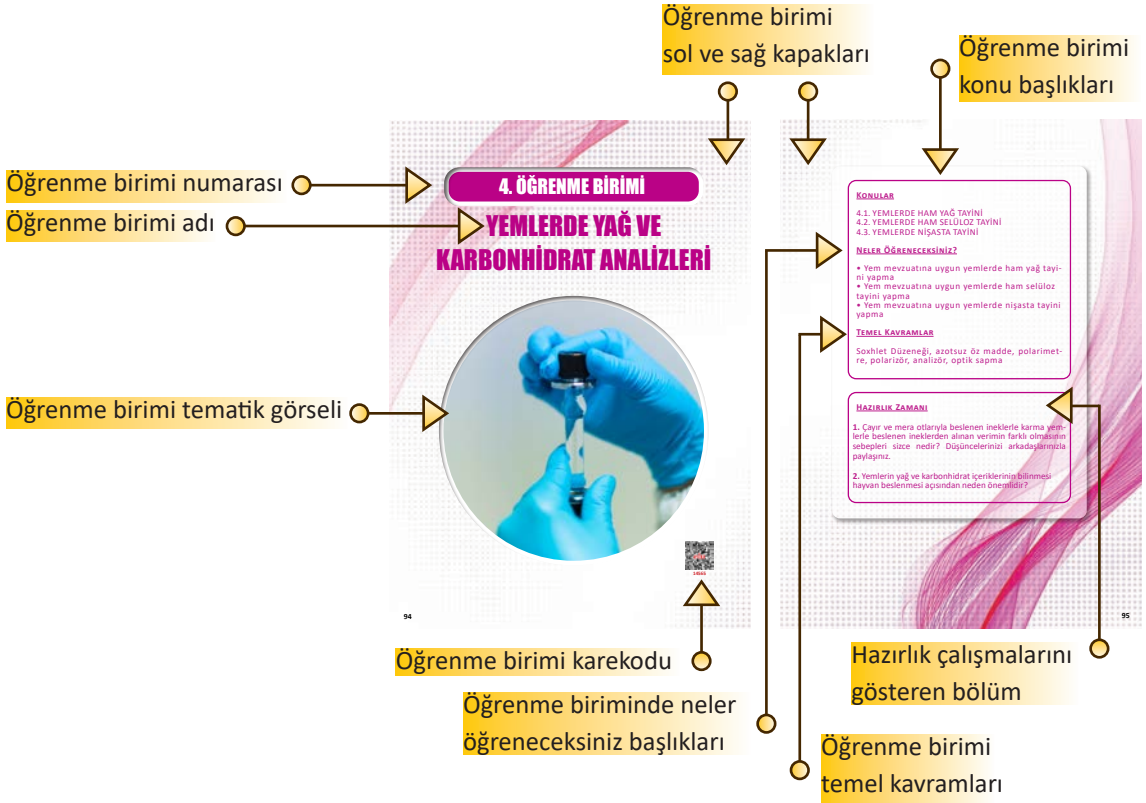 Öğrenme birimi
sol ve sağ kapakları
Öğrenme birimi
konu başlıkları
Öğrenme birimi numarası
Öğrenme birimi adı
4. ÖĞRENME BİRİMİ
YEMLERDE YAĞ VE
KARBONHİDRAT ANALİZLERİ
Öğrenme birimi tematik görseli
94
KONULAR
4.1. YEMLERDE HAM YAĞ TAYİNİ
4.2. YEMLERDE HAM SELÜLOZ TAYİNİ
4.3. YEMLERDE NİŞASTA TAYİNİ
NELER ÖĞRENECEKSİNİZ?
• Yem mevzuatına uygun yemlerde ham yağ tayi-
ni yapma
• Yem mevzuatına uygun yemlerde ham selüloz
tayini yapma
• Yem mevzuatına uygun yemlerde nişasta tayini
yapma
TEMEL KAVRAMLAR
Soxhlet Düzeneği, azotsuz öz madde, polarimet-
re, polarizör, analizör, optik sapma
HAZIRLIK ZAMANI
1. Çayır ve mera otlarıyla beslenen ineklerle karma yem-
lerle beslenen ineklerden alınan verimin farklı olmasının
sebepleri sizce nedir? Düşüncelerinizi arkadaşlarınızla
paylaşınız.
2. Yemlerin yağ ve karbonhidrat içeriklerinin bilinmesi
hayvan beslenmesi açısından neden önemlidir?
95
Öğrenme birimi karekodu
Öğrenme biriminde neler
öğreneceksiniz başlıkları
Hazırlık çalışmalarını
gösteren bölüm
Öğrenme birimi
temel kavramları